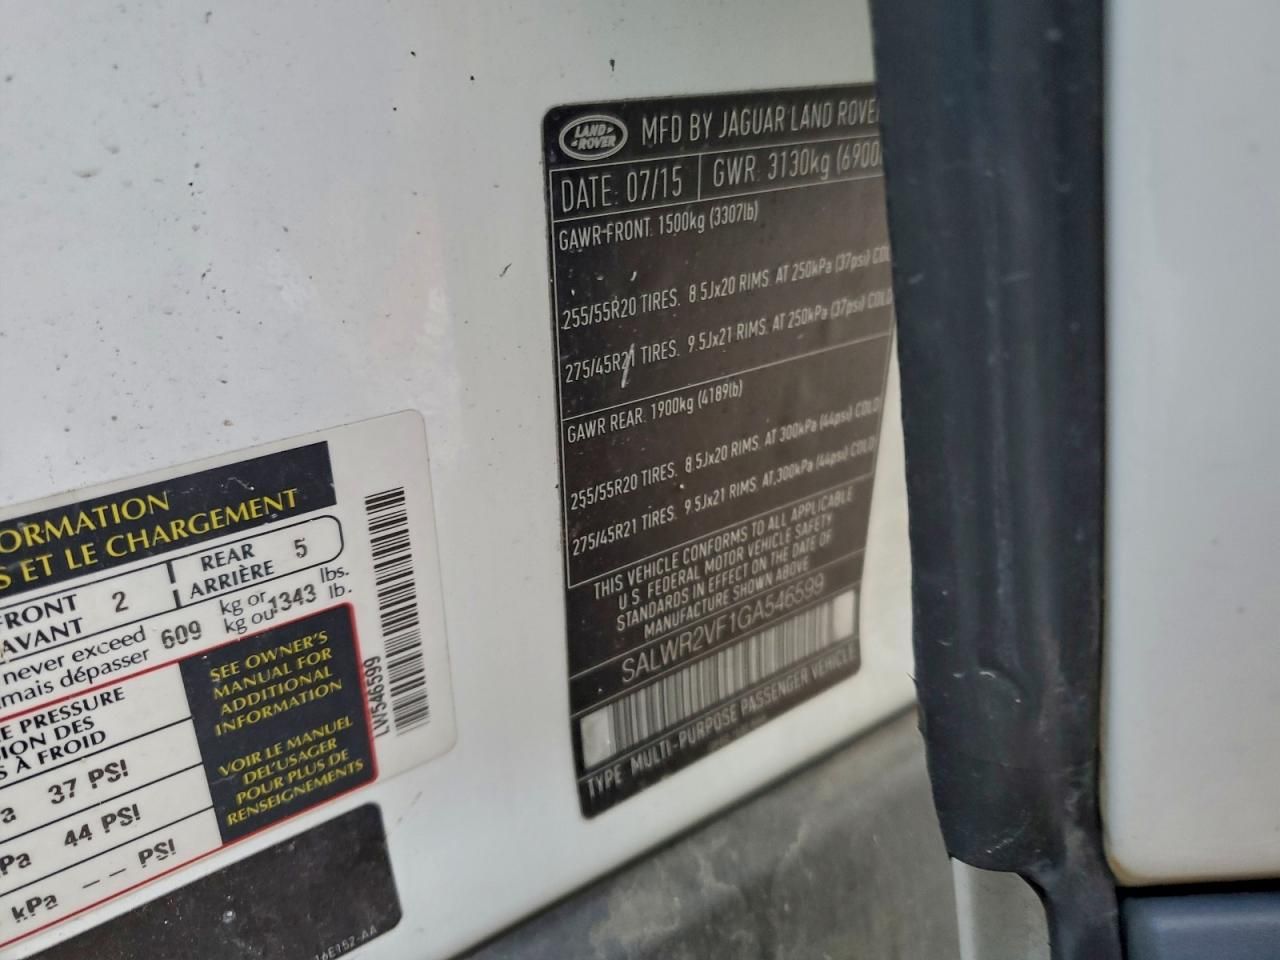 LAND ROVER
MFD BY JAGUAR LAND ROVE
DATE: 07/15 GWR: 3130kg (6900
GAWR-FRONT. 1500kg (3307lb)
255/55R20 TIRES. 8.5Jx20 RIMS. AT 250kPa (37psi) COL
275/45R21 TIRES. 9.5Jx21 RIMS. AT 250kPa (37psi) COLD
GAWR REAR. 1900kg (4189lb)
255/55R20 TIRES. 8.5Jx20 RIMS. AT 300kPa (44psi) COLD
275/45R21 TIRES. 9.5Jx21 RIMS. AT 300kPa (44psi) COLD
THIS VEHICLE CONFORMS TO ALL APPLICABLE
U.S. FEDERAL MOTOR VEHICLE SAFETY
STANDARDS IN EFFECT ON THE DATE OF
MANUFACTURE SHOWN ABOVE
SALWR2VF1GA546599
TYPE MULTI-PURPOSE PASSENGER VEHICLE
ORMATION
S ET LE CHARGEMENT
FRONT 2 REAR 5
AVANT ARRIÈRE
never exceed 609 kg or 1343 lbs.
mais dépasser kg ou lb.
E PRESSURE
ION DES
S À FROID
a 37 PSI
Pa 44 PSI
kPa -- PSI
SEE OWNER'S
MANUAL FOR
ADDITIONAL
INFORMATION
VOIR LE MANUEL
DEL'USAGER
POUR PLUS DE
RENSEIGNEMENTS
LW546599
16E152-AA